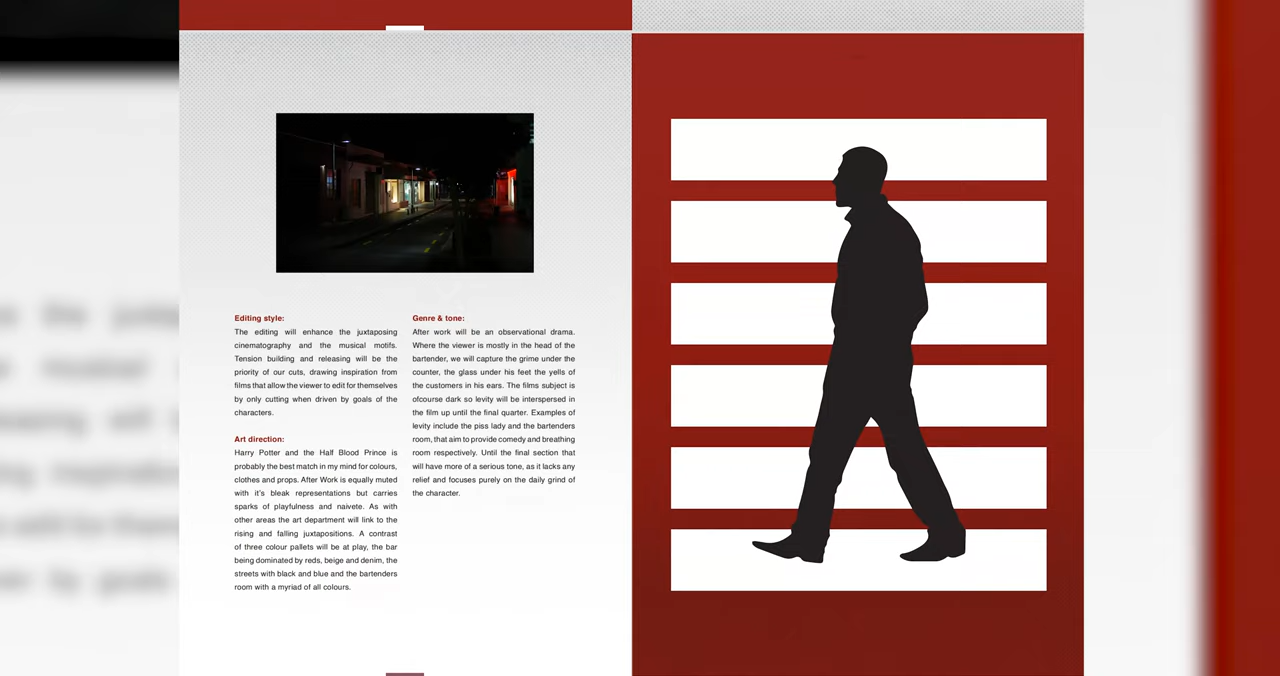 Editing style:
The editing will enhance the juxtaposing
cinematography and the musical motifs.
Tension building and releasing will be the
priority of our cuts, drawing inspiration from
films that allow the viewer to edit for themselves
by only cutting when driven by goals of the
characters.
Art direction:
Harry Potter and the Half Blood Prince is
probably the best match in my mind for colours,
clothes and props. After Work is equally muted
with it's bleak representations but carries
sparks of playfulness and naivete. As with
other areas the art department will link to the
rising and falling juxtapositions. A contrast
of three colour pallets will be at play, the bar
being dominated by reds, beige and denim, the
streets with black and blue and the bartenders
room with a myriad of all colours.
Genre & tone:
After work will be an observational drama.
Where the viewer is mostly in the head of the
bartender, we will capture the grime under the
counter, the glass under his feet the yells of
the customers in his ears. The films subject is
ofcourse dark so levity will be interspersed in
the film up until the final quarter. Examples of
levity include the piss lady and the bartenders
room, that aim to provide comedy and breathing
room respectively. Until the final section that
will have more of a serious tone, as it lacks any
relief and focuses purely on the daily grind of
the character.